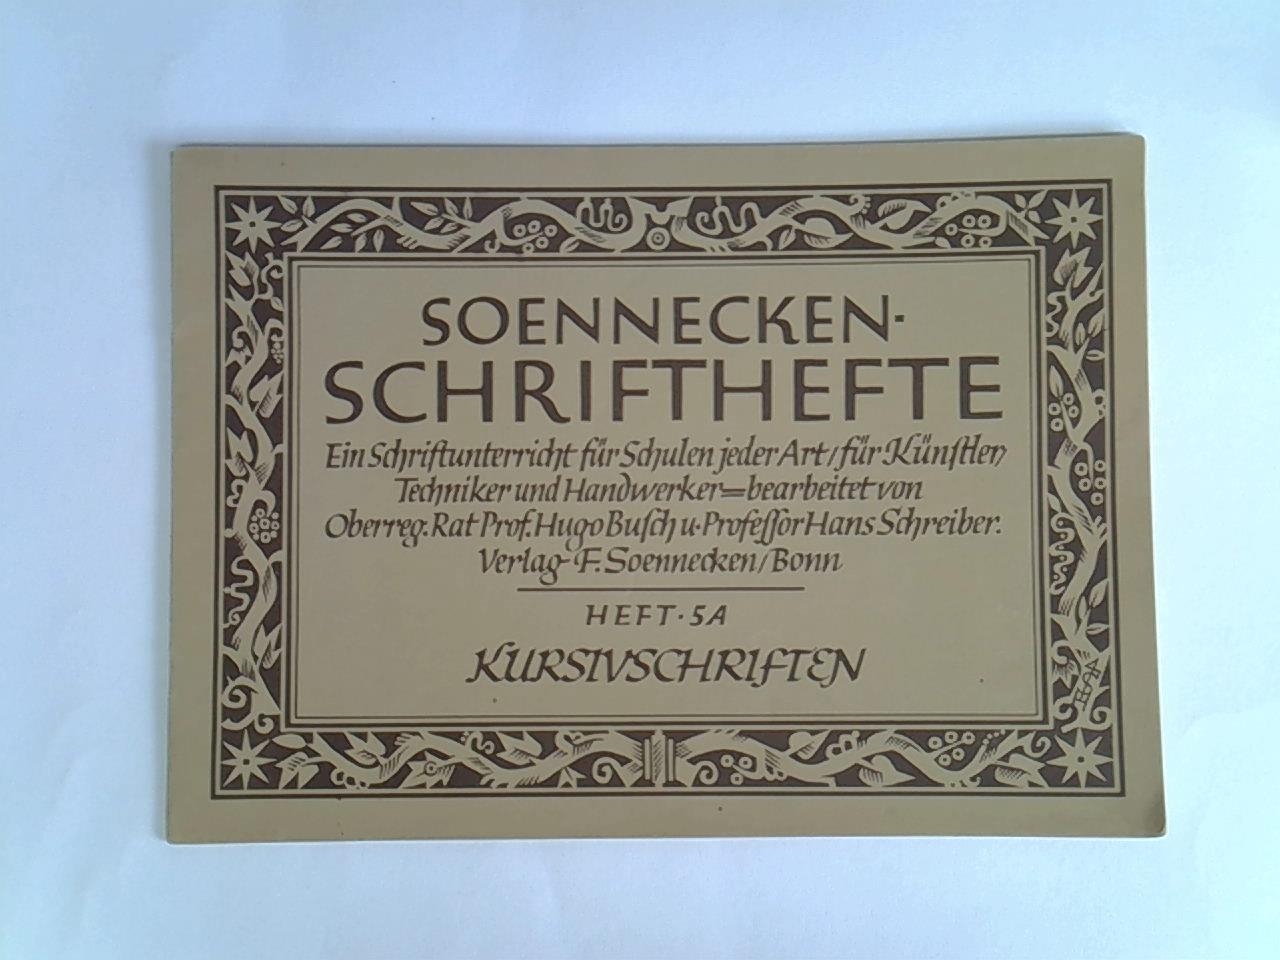 SOENNECKEN-
SCHRIFTHEFTE
Ein Schriftunterricht für Schulen jeder Art/für Künſtler,
Techniker und Handwerker=bearbeitet von
Oberreg. Rat Prof. Hugo Buſch u. Profeſſor Hans Schreiber.
Verlag F. Soennecken/Bonn
HEFT · 5A
KURSIVSCHRIFTEN